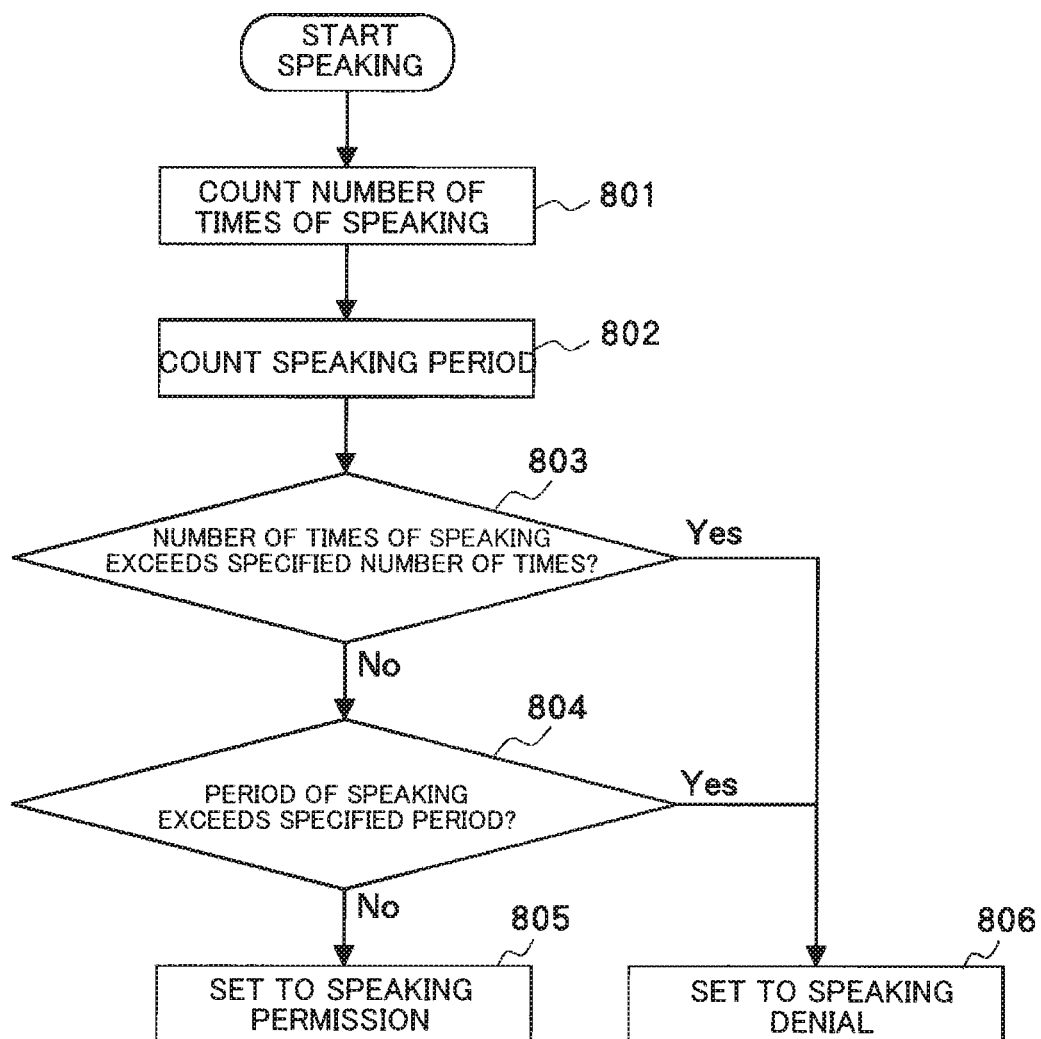 START
SPEAKING
COUNT NUMBER OF
TIMES OF SPEAKING
801
COUNT SPEAKING PERIOD
802
803
NUMBER OF TIMES OF SPEAKING
EXCEEDS SPECIFIED NUMBER OF TIMES?
Yes
No
804
PERIOD OF SPEAKING
EXCEEDS SPECIFIED PERIOD?
Yes
No
805
SET TO SPEAKING
PERMISSION
806
SET TO SPEAKING
DENIAL